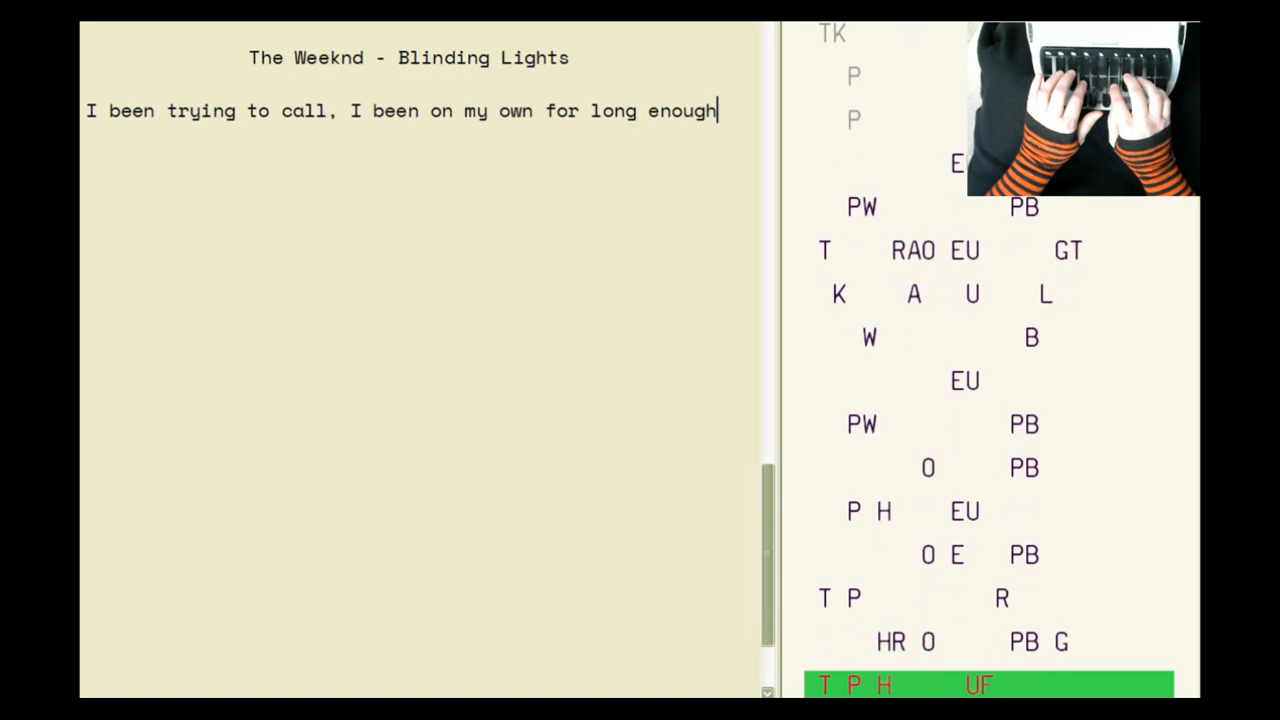 The Weeknd - Blinding Lights
I been trying to call, I been on my own for long enough
TK
P
P
E
PW PB
T RAO EU GT
K A U L
W B
EU
PW PB
O PB
P H EU
O E PB
T P R
HR O PB G
T P H UF